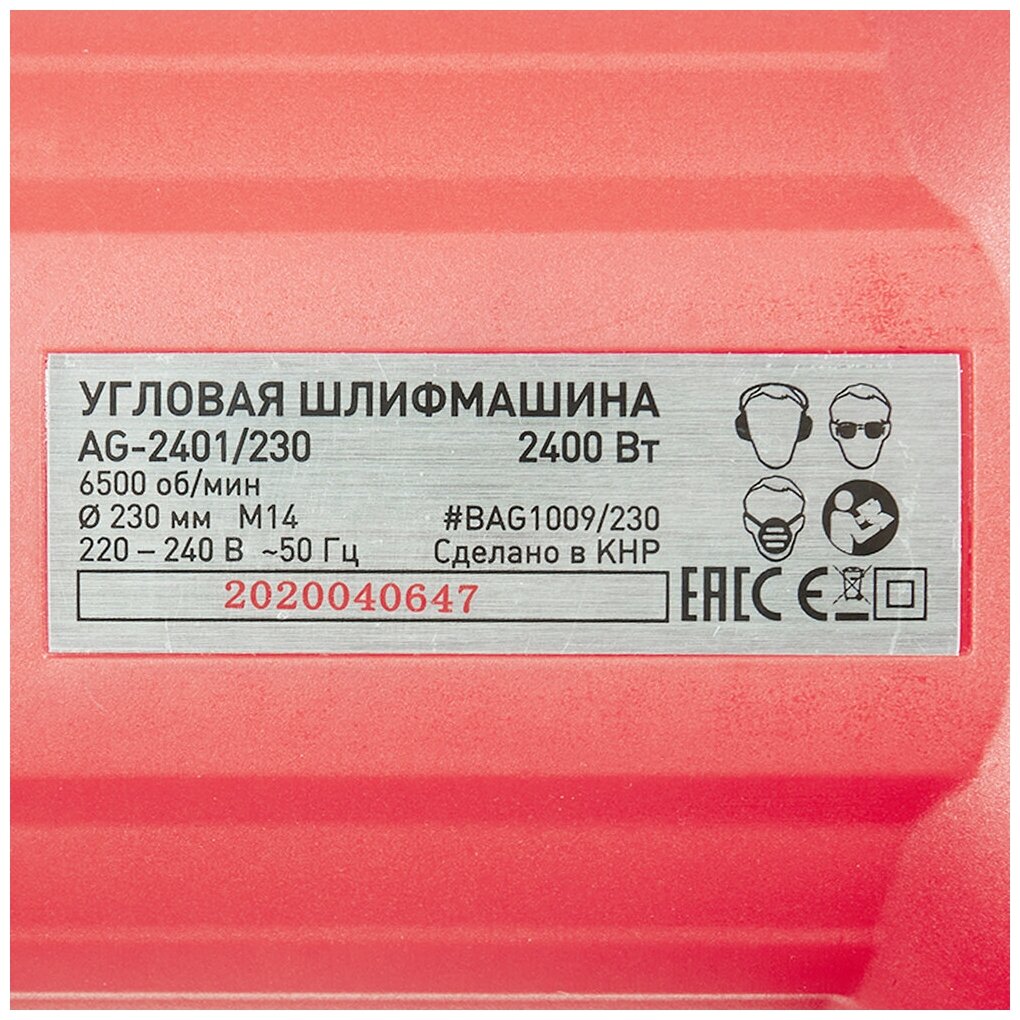 УГЛОВАЯ ШЛИФМАШИНА
AG-2401/230 2400 Вт
6500 об/мин
Ø 230 мм M14 #BAG1009/230
220 – 240 В ~50 Гц Сделано в КНР
2020040647 EAC CE